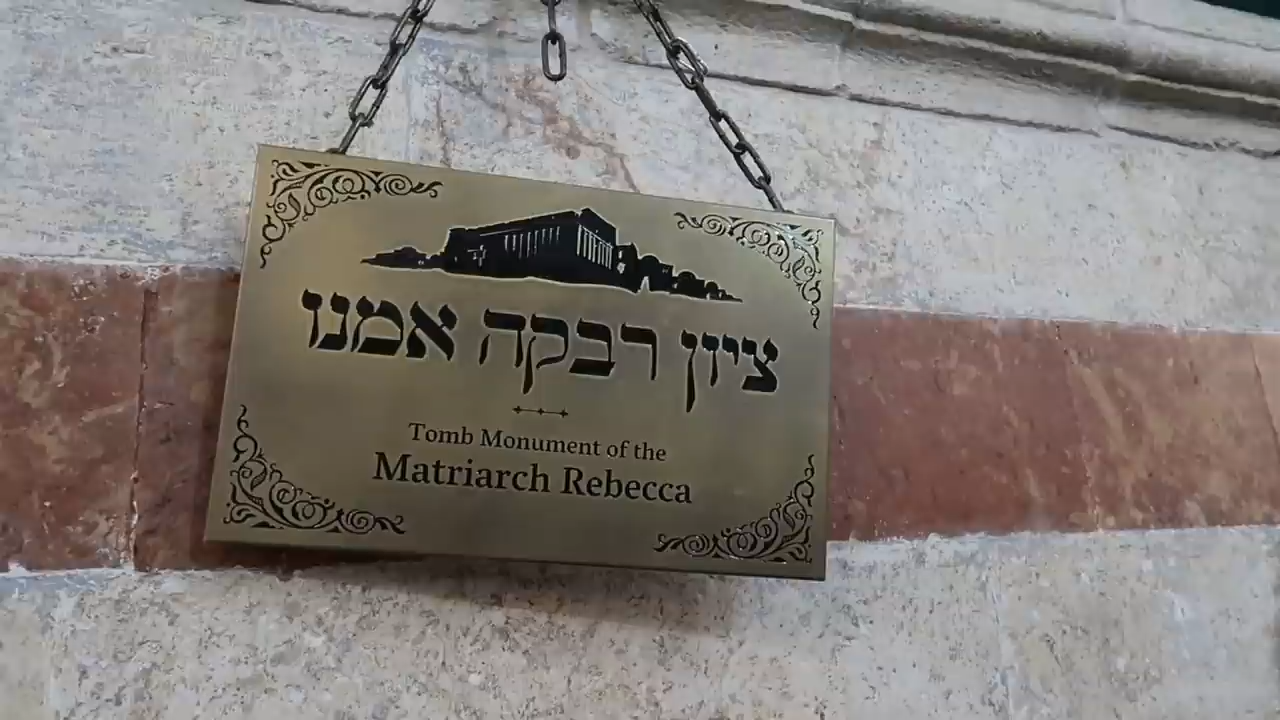 ציון רבקה אמנו
Tomb Monument of the
Matriarch Rebecca